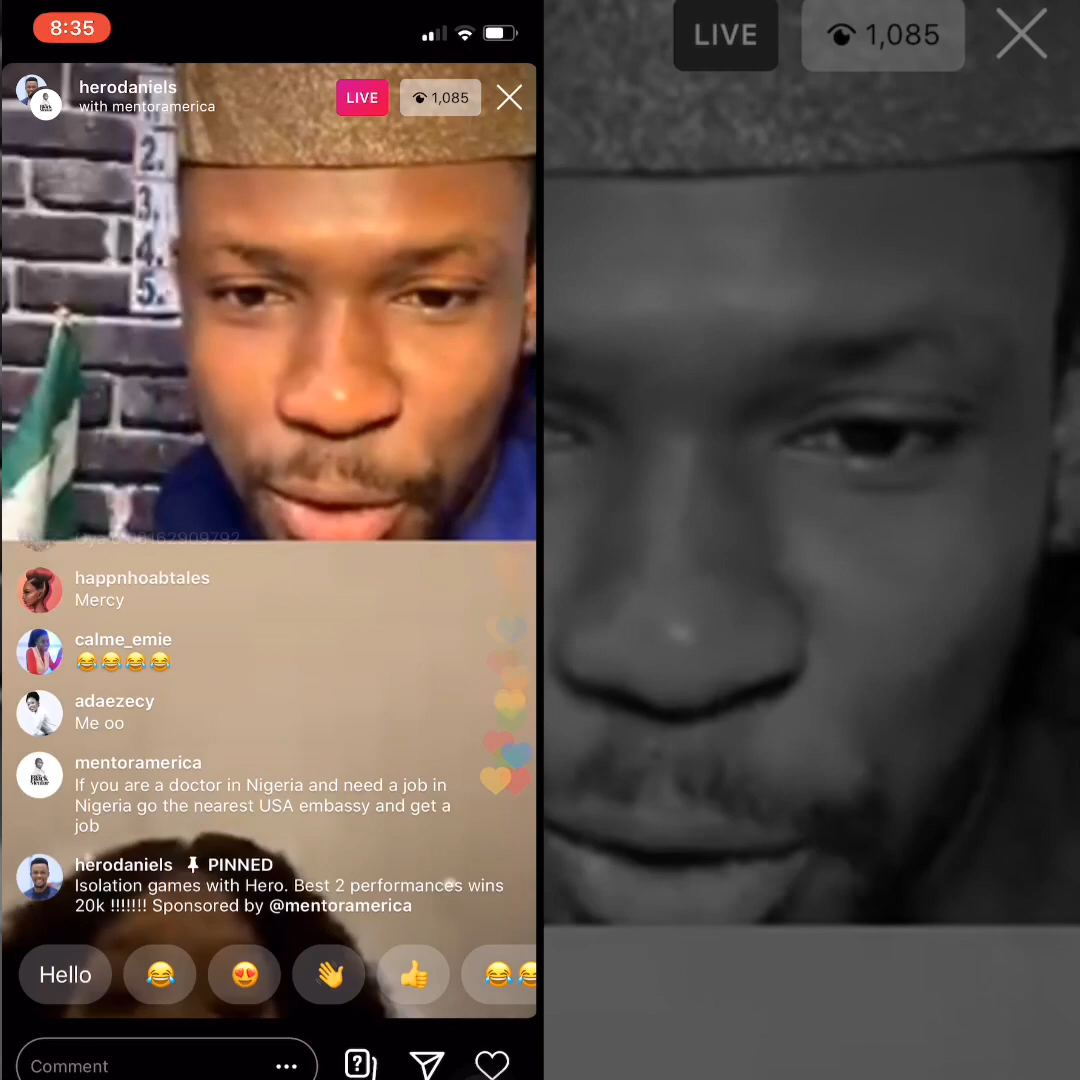 8:35
herodaniels
with mentoramerica
LIVE
1,085
2.
3.
4.
5.
happnhoabtales
Mercy
calme_emie
😂😂😂😂
adaezecy
Me oo
mentoramerica
If you are a doctor in Nigeria and need a job in
Nigeria go the nearest USA embassy and get a
job
herodaniels PINNED
Isolation games with Hero. Best 2 performances wins
20k !!!!!!! Sponsored by @mentoramerica
Hello
Comment
LIVE
1,085